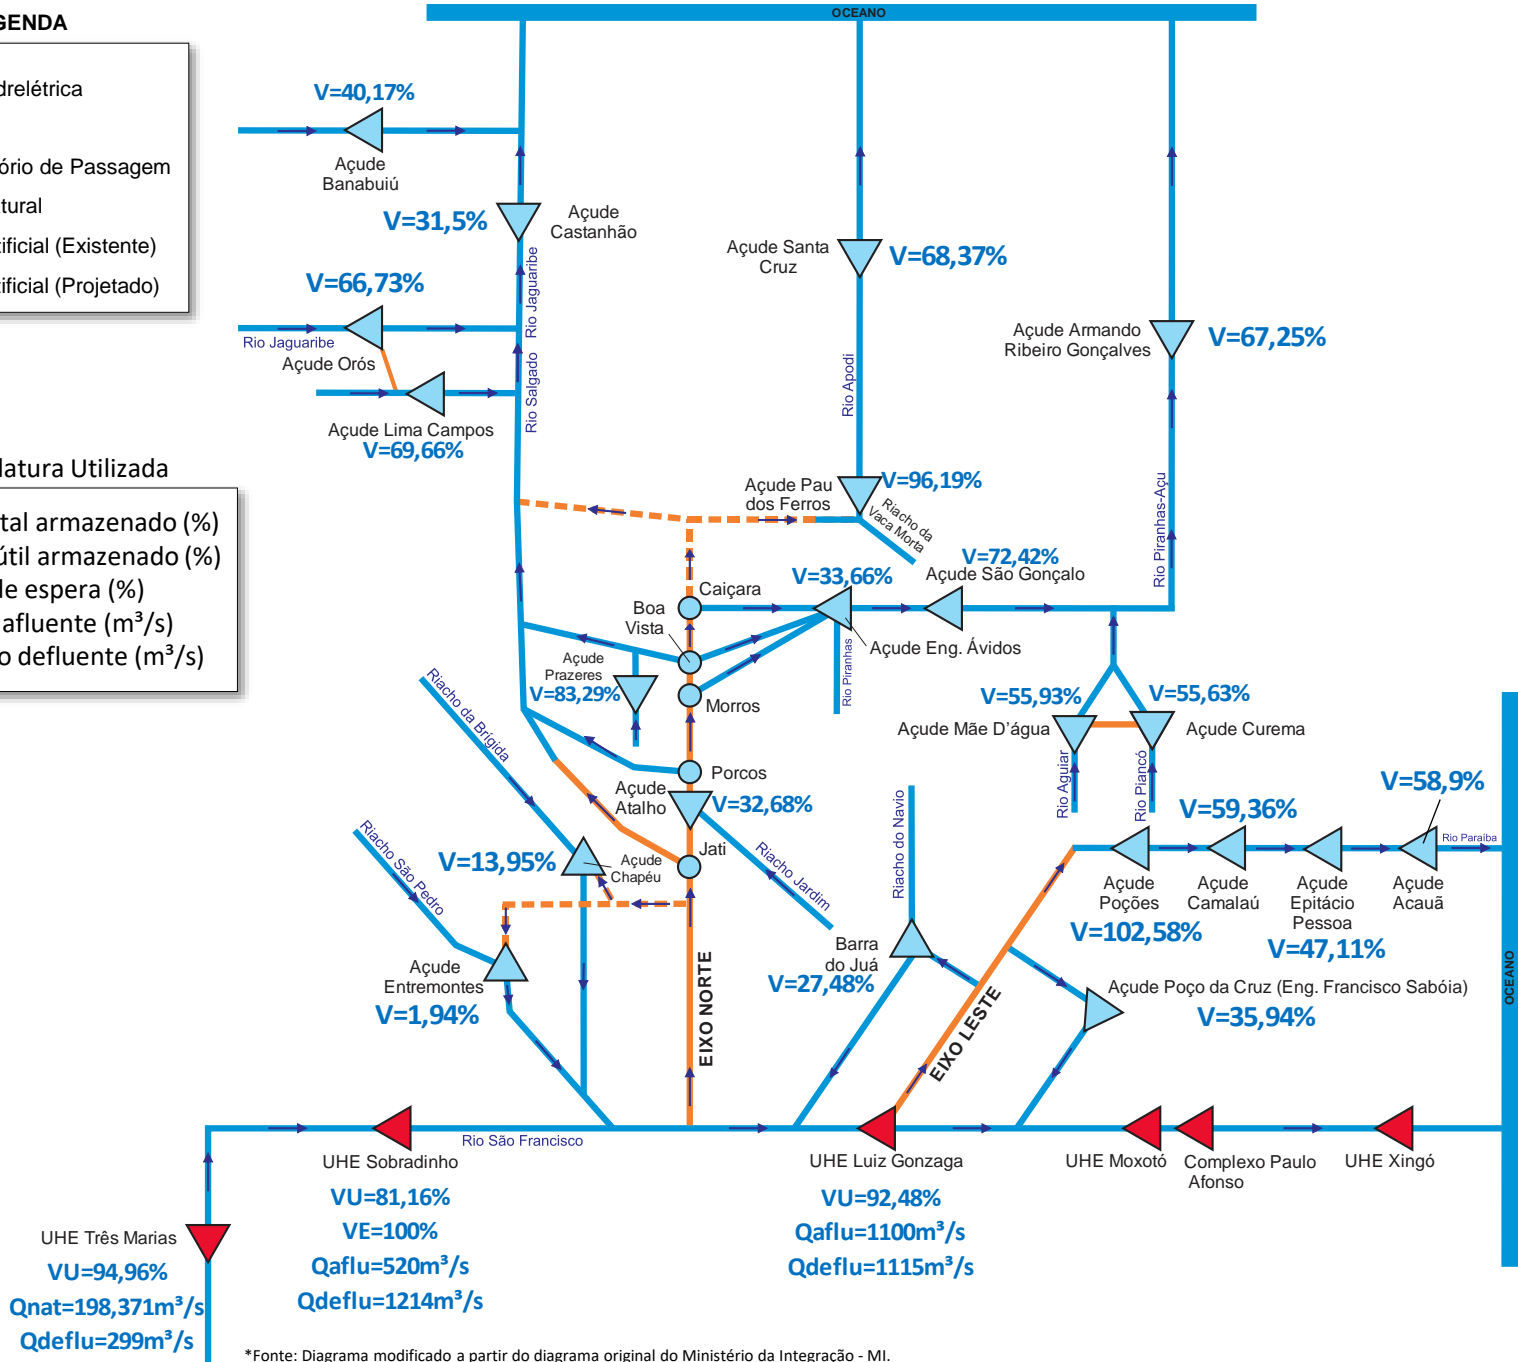 OCEANO
GENDA
drelétrica
ório de Passagem
tural
tificial (Existente)
tificial (Projetado)
V=40,17%
Açude
Banabuiú
V=31,5%
Açude
Castanhão
Rio Jaguaribe
V=66,73%
Rio Jaguaribe
Açude Orós
Rio Salgado
Açude Lima Campos
V=69,66%
Açude Santa
Cruz
V=68,37%
Rio Apodi
Açude Armando
Ribeiro Gonçalves
V=67,25%
Rio Piranhas-Açu
latura Utilizada
tal armazenado (%)
útil armazenado (%)
de espera (%)
afluente (m³/s)
o defluente (m³/s)
Açude Pau
dos Ferros
V=96,19%
Riacho da
Vaca Morta
V=72,42%
Açude São Gonçalo
V=33,66%
Açude Eng. Ávidos
Rio Piranhas
Caiçara
Boa
Vista
Morros
Açude
Prazeres
V=83,29%
Porcos
Açude
Atalho
V=32,68%
Jati
Riacho Jardim
Riacho da Brígida
Riacho São Pedro
V=13,95%
Açude
Chapéu
Açude
Entremontes
V=1,94%
EIXO NORTE
V=55,93%
V=55,63%
Açude Mãe D'água
Açude Curema
Rio Aguiar
Rio Piancó
V=58,9%
V=59,36%
Rio Paraíba
Açude
Poções
Açude
Camalaú
Açude
Epitácio
Pessoa
Açude
Acauã
V=102,58%
V=47,11%
Riacho do Navio
Barra
do Juá
V=27,48%
EIXO LESTE
Açude Poço da Cruz (Eng. Francisco Sabóia)
V=35,94%
OCEANO
Rio São Francisco
UHE Sobradinho
VU=81,16%
VE=100%
Qaflu=520m³/s
Qdeflu=1214m³/s
UHE Luiz Gonzaga
VU=92,48%
Qaflu=1100m³/s
Qdeflu=1115m³/s
UHE Moxotó
Complexo Paulo
Afonso
UHE Xingó
UHE Três Marias
VU=94,96%
Qnat=198,371m³/s
Qdeflu=299m³/s
*Fonte: Diagrama modificado a partir do diagrama original do Ministério da Integração - MI.